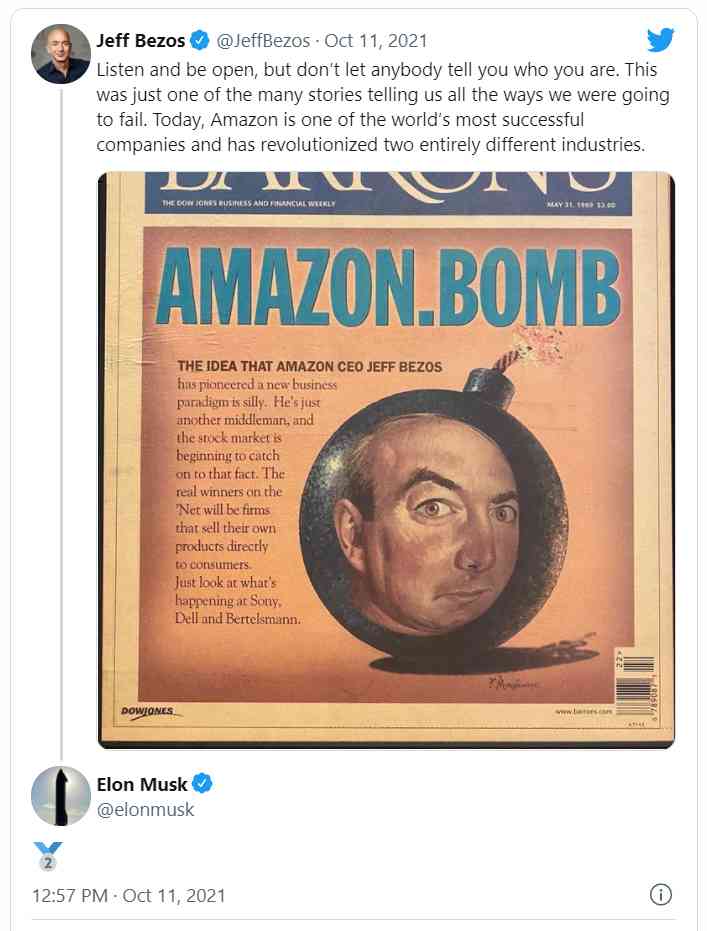 Jeff Bezos @JeffBezos · Oct 11, 2021
Listen and be open, but don’t let anybody tell you who you are. This
was just one of the many stories telling us all the ways we were going
to fail. Today, Amazon is one of the world’s most successful
companies and has revolutionized two entirely different industries.
BARRON'S
THE DOW JONES BUSINESS AND FINANCIAL WEEKLY MAY 31, 1999 $3.00
AMAZON.BOMB
THE IDEA THAT AMAZON CEO JEFF BEZOS
has pioneered a new business
paradigm is silly. He's just
another middleman, and
the stock market is
beginning to catch
on to that fact. The
real winners on the
'Net will be firms
that sell their own
products directly
to consumers.
Just look at what's
happening at Sony,
Dell and Bertelsmann.
22>
DOWJONES
www.barrons.com
Elon Musk
@elonmusk
2
12:57 PM · Oct 11, 2021